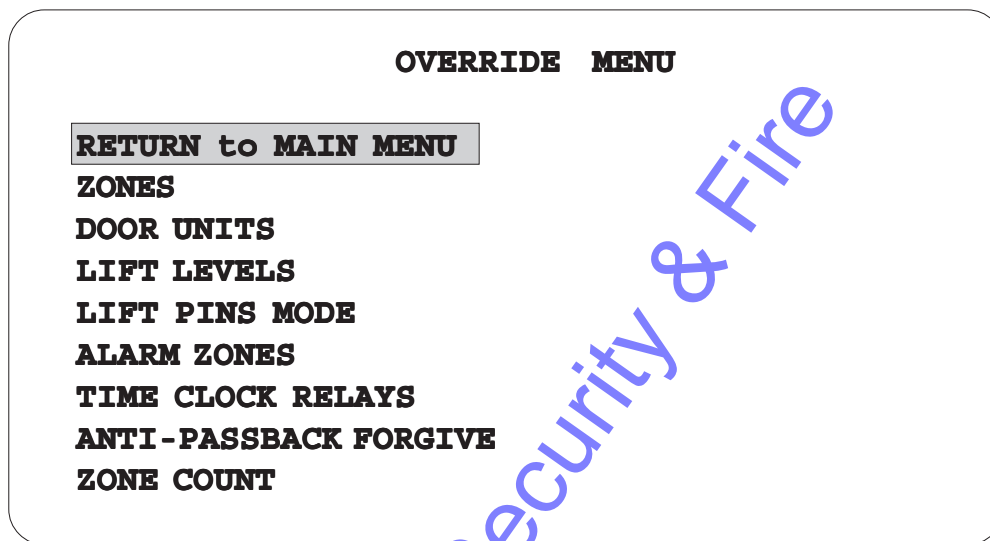 OVERRIDE MENU
RETURN to MAIN MENU
ZONES
DOOR UNITS
LIFT LEVELS
LIFT PINS MODE
ALARM ZONES
TIME CLOCK RELAYS
ANTI-PASSBACK FORGIVE
ZONE COUNT
Security & Fire